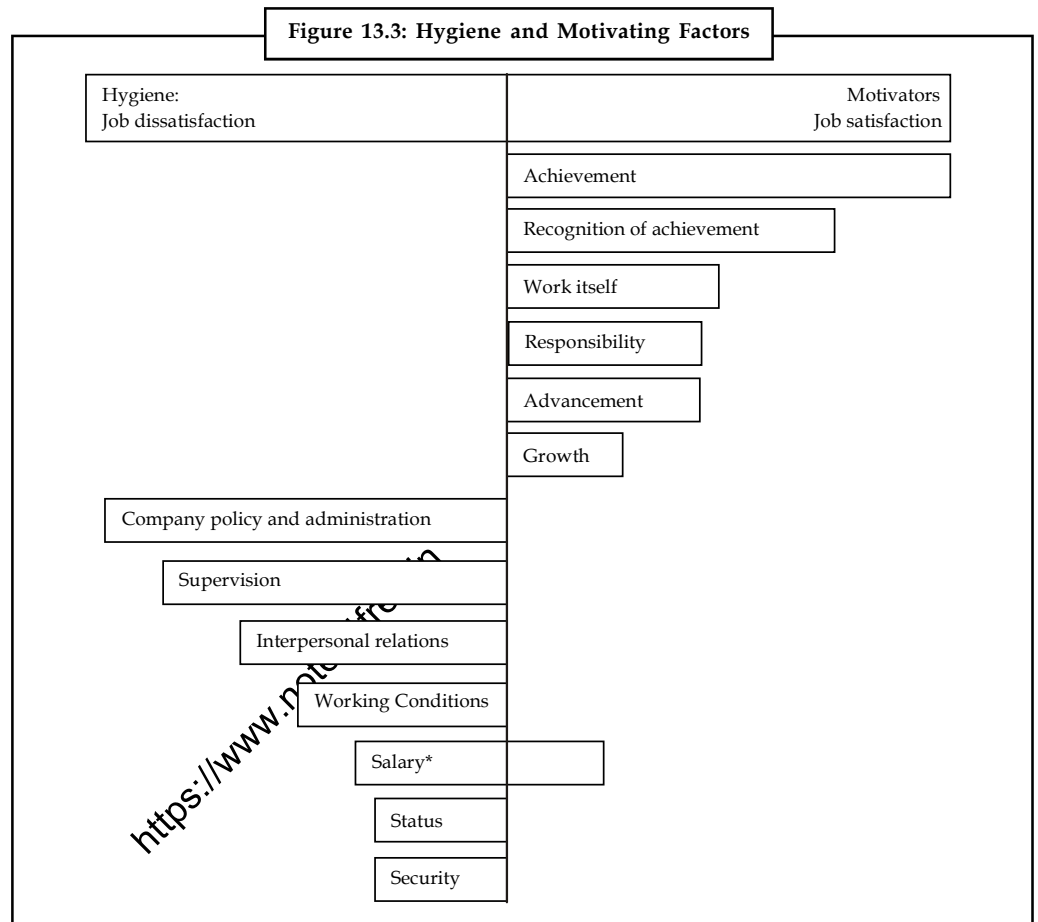 Figure 13.3: Hygiene and Motivating Factors
Hygiene:
Job dissatisfaction
Motivators
Job satisfaction
Achievement
Recognition of achievement
Work itself
Responsibility
Advancement
Growth
Company policy and administration
Supervision
Interpersonal relations
Working Conditions
Salary*
Status
Security